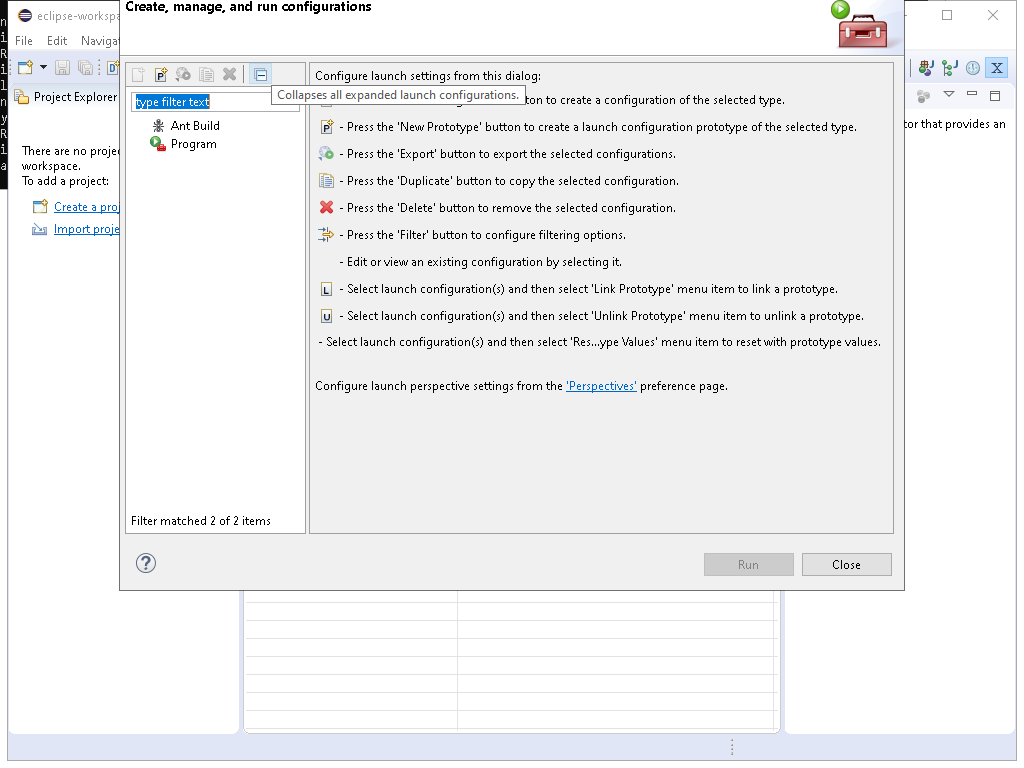 Create, manage, and run configurations
eclipse-workspa
File Edit Navigat
Project Explorer
There are no projec
workspace.
To add a project:
Create a proj
Import proje
type filter text
Ant Build
Program
Filter matched 2 of 2 items
Configure launch settings from this dialog:
Collapses all expanded launch configurations.
ton to create a configuration of the selected type.
- Press the 'New Prototype' button to create a launch configuration prototype of the selected type.
- Press the 'Export' button to export the selected configurations.
- Press the 'Duplicate' button to copy the selected configuration.
- Press the 'Delete' button to remove the selected configuration.
- Press the 'Filter' button to configure filtering options.
- Edit or view an existing configuration by selecting it.
- Select launch configuration(s) and then select 'Link Prototype' menu item to link a prototype.
- Select launch configuration(s) and then select 'Unlink Prototype' menu item to unlink a prototype.
- Select launch configuration(s) and then select 'Res...ype Values' menu item to reset with prototype values.
Configure launch perspective settings from the 'Perspectives' preference page.
Run Close
tor that provides an